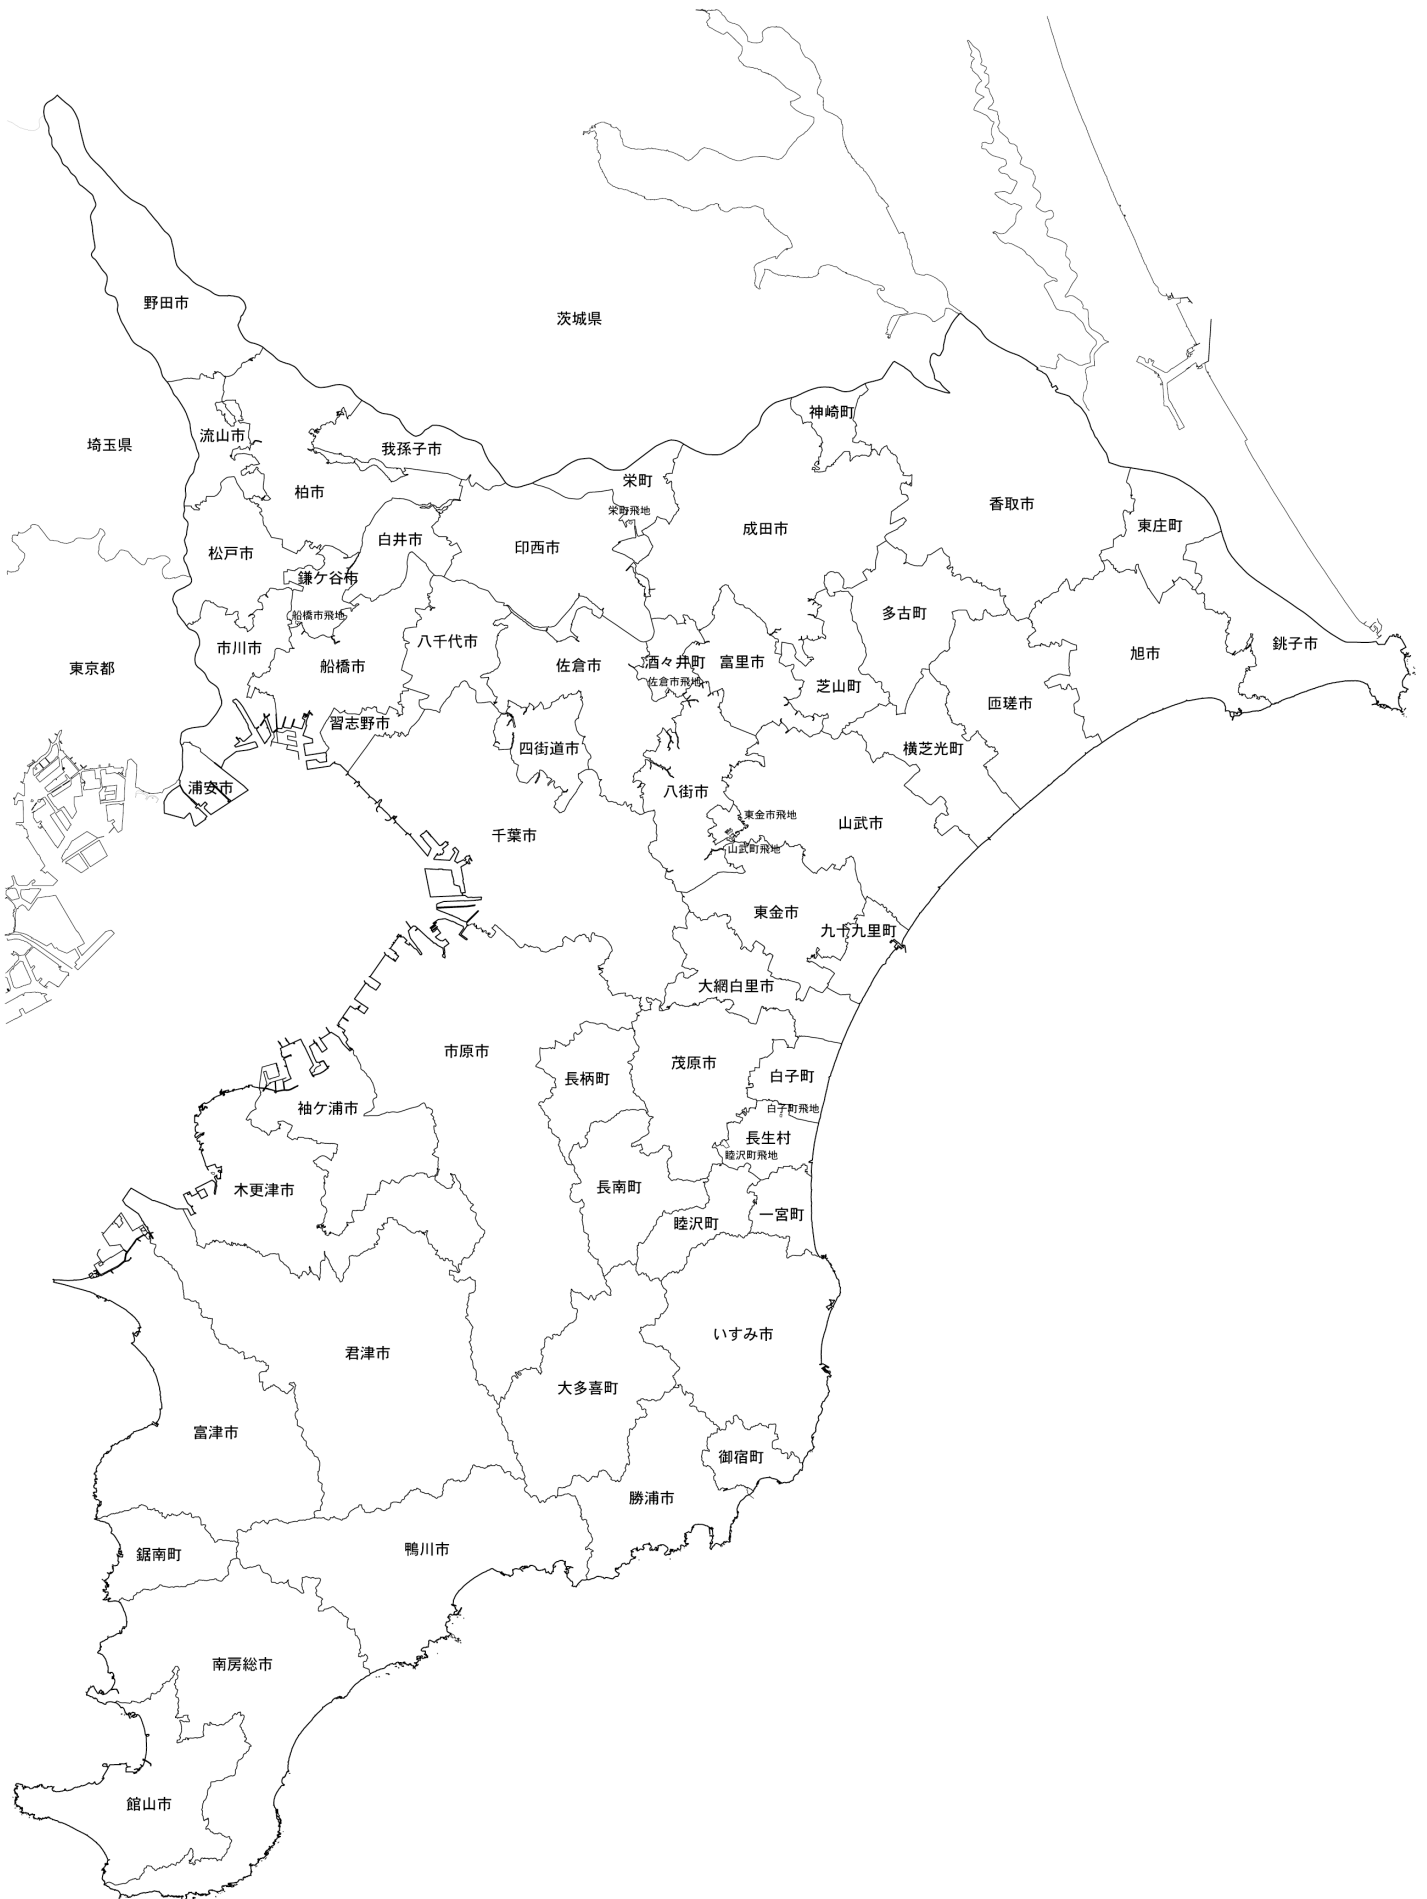 野田市
茨城県
神崎町
流山市
埼玉県
我孫子市
栄町
柏市
香取市
栄町飛地
東庄町
成田市
白井市
印西市
松戸市
鎌ケ谷市
多古町
船橋市飛地
八千代市
銚子市
市川市
旭市
酒々井町
富里市
佐倉市
船橋市
東京都
佐倉市飛地
芝山町
匝瑳市
習志野市
四街道市
横芝光町
浦安市
八街市
東金市飛地
山武市
千葉市
山武町飛地
東金市
九十九里町
大網白里市
市原市
茂原市
白子町
長柄町
袖ケ浦市
白子町飛地
長生村
睦沢町飛地
長南町
木更津市
一宮町
睦沢町
いすみ市
君津市
大多喜町
富津市
御宿町
勝浦市
鴨川市
鋸南町
南房総市
館山市